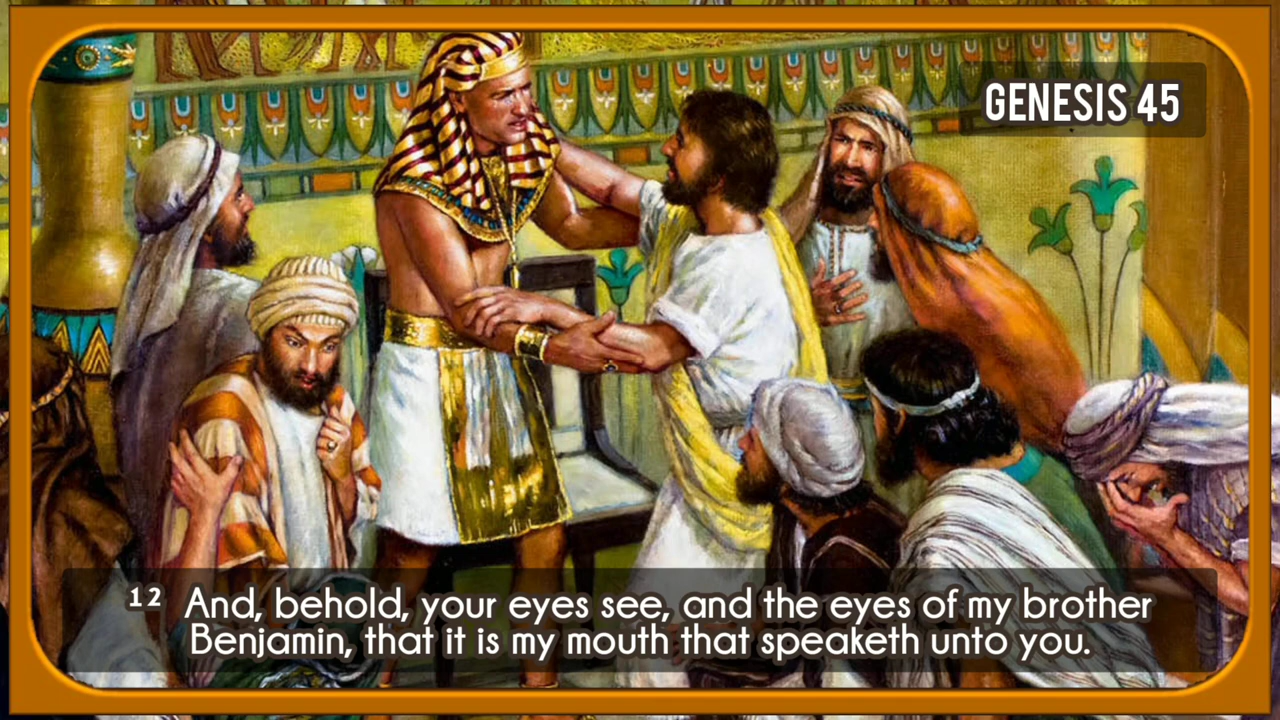 GENESIS 45
12 And, behold, your eyes see, and the eyes of my brother
Benjamin, that it is my mouth that speaketh unto you.